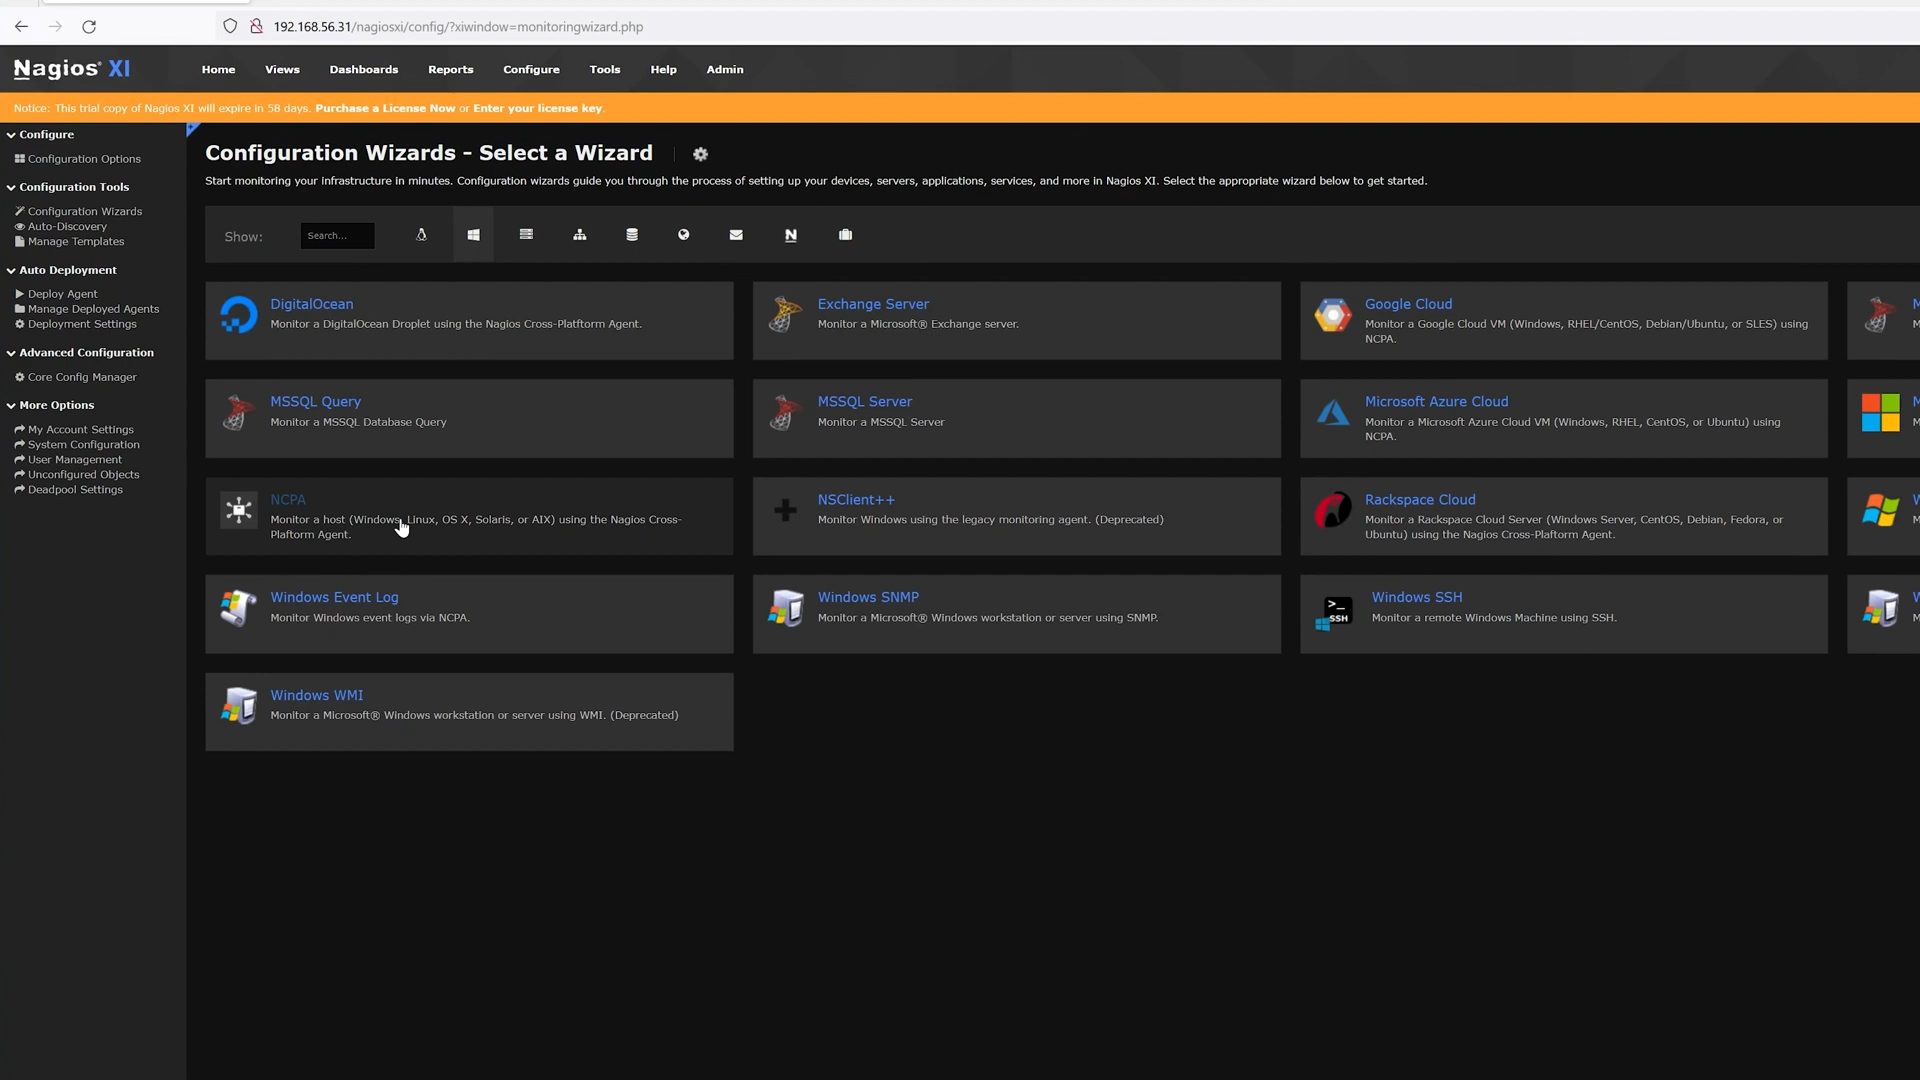 192.168.56.31/nagiosxi/config/?xiwindow=monitoringwizard.php
Nagios® XI
Home Views Dashboards Reports Configure Tools Help Admin
Notice: This trial copy of Nagios XI will expire in 58 days. Purchase a License Now or Enter your license key.
Configure
Configuration Options
Configuration Tools
Configuration Wizards
Auto-Discovery
Manage Templates
Auto Deployment
Deploy Agent
Manage Deployed Agents
Deployment Settings
Advanced Configuration
Core Config Manager
More Options
My Account Settings
System Configuration
User Management
Unconfigured Objects
Deadpool Settings
Configuration Wizards - Select a Wizard
Start monitoring your infrastructure in minutes. Configuration wizards guide you through the process of setting up your devices, servers, applications, services, and more in Nagios XI. Select the appropriate wizard below to get started.
Show: Search...
DigitalOcean
Monitor a DigitalOcean Droplet using the Nagios Cross-Platftorm Agent.
Exchange Server
Monitor a Microsoft® Exchange server.
Google Cloud
Monitor a Google Cloud VM (Windows, RHEL/CentOS, Debian/Ubuntu, or SLES) using
NCPA.
MSSQL Query
Monitor a MSSQL Database Query
MSSQL Server
Monitor a MSSQL Server
Microsoft Azure Cloud
Monitor a Microsoft Azure Cloud VM (Windows, RHEL, CentOS, or Ubuntu) using
NCPA.
NCPA
Monitor a host (Windows, Linux, OS X, Solaris, or AIX) using the Nagios Cross-
Plaftorm Agent.
NSClient++
Monitor Windows using the legacy monitoring agent. (Deprecated)
Rackspace Cloud
Monitor a Rackspace Cloud Server (Windows Server, CentOS, Debian, Fedora, or
Ubuntu) using the Nagios Cross-Plaftorm Agent.
Windows Event Log
Monitor Windows event logs via NCPA.
Windows SNMP
Monitor a Microsoft® Windows workstation or server using SNMP.
>_ SSH
Windows SSH
Monitor a remote Windows Machine using SSH.
Windows WMI
Monitor a Microsoft® Windows workstation or server using WMI. (Deprecated)